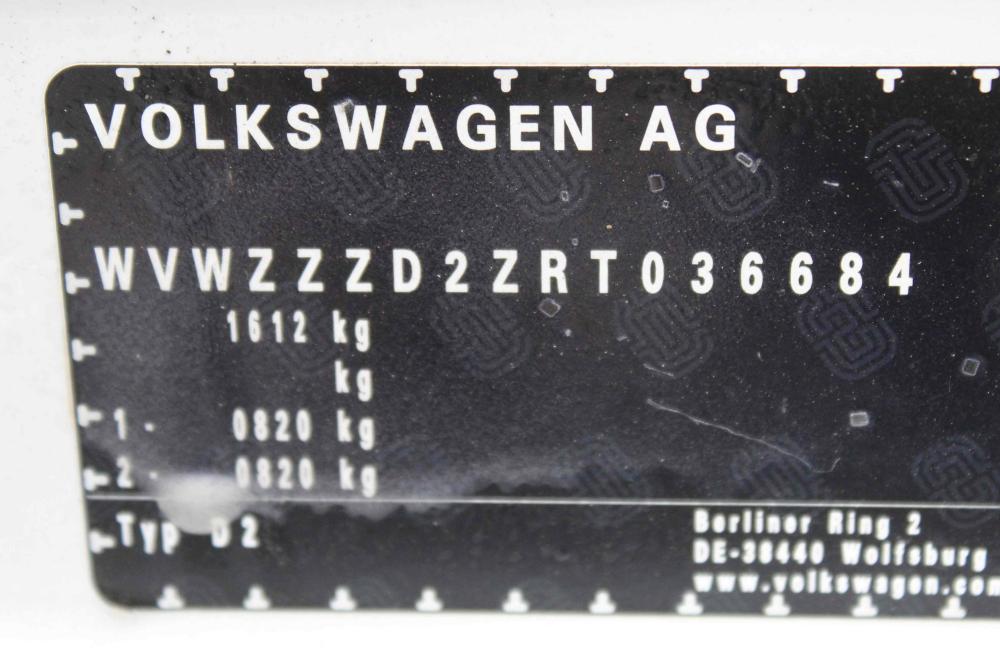 VOLKSWAGEN AG
WVWZZZD2ZRT036684
1612 kg
kg
1 - 0820 kg
2 - 0820 kg
Typ D2
Berliner Ring 2
DE-38440 Wolfsburg
www.volkswagen.com